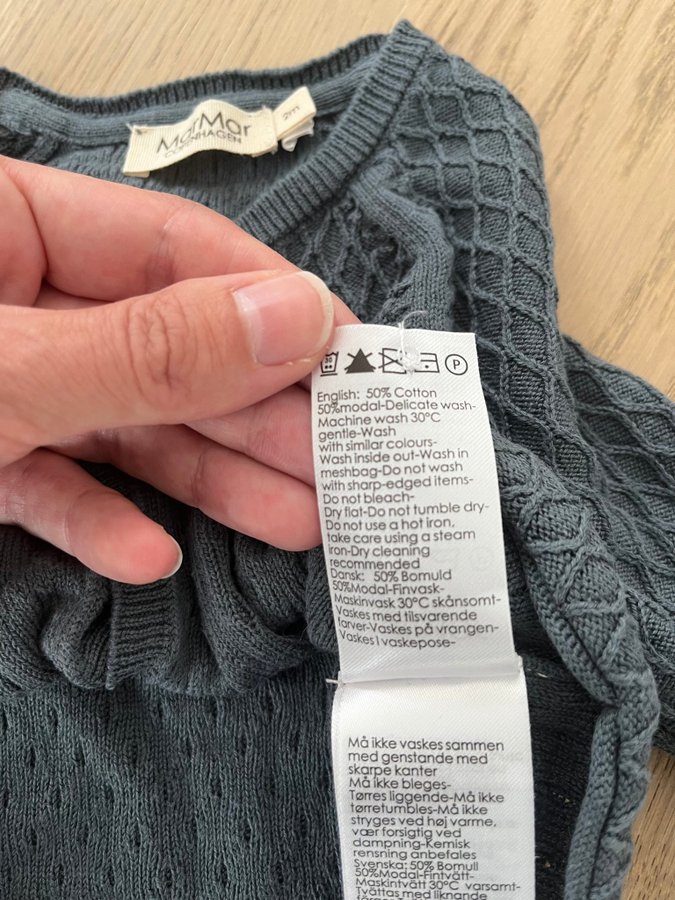 MarMar
COPENHAGEN
2m
30
P
English: 50% Cotton
50%modal-Delicate wash-
Machine wash 30°C
gentle-Wash
with similar colours-
Wash inside out-Wash in
meshbag-Do not wash
with sharp-edged items-
Do not bleach-
Dry flat-Do not tumble dry-
Do not use a hot iron,
take care using a steam
iron-Dry cleaning
recommended
Dansk: 50% Bomuld
50%Modal-Finvask-
Maskinvask 30°C skånsomt-
Vaskes med tilsvarende
farver-Vaskes på vrangen-
Vaskes i vaskepose-
Må ikke vaskes sammen
med genstande med
skarpe kanter
Må ikke bleges-
Tørres liggende-Må ikke
tørretumbles-Må ikke
stryges ved høj varme,
vær forsigtig ved
dampning-Kemisk
rensning anbefales
Svenska: 50% Bomull
50%Modal-Fintvätt-
Maskintvätt 30°C varsamt-
Tvättas med liknande